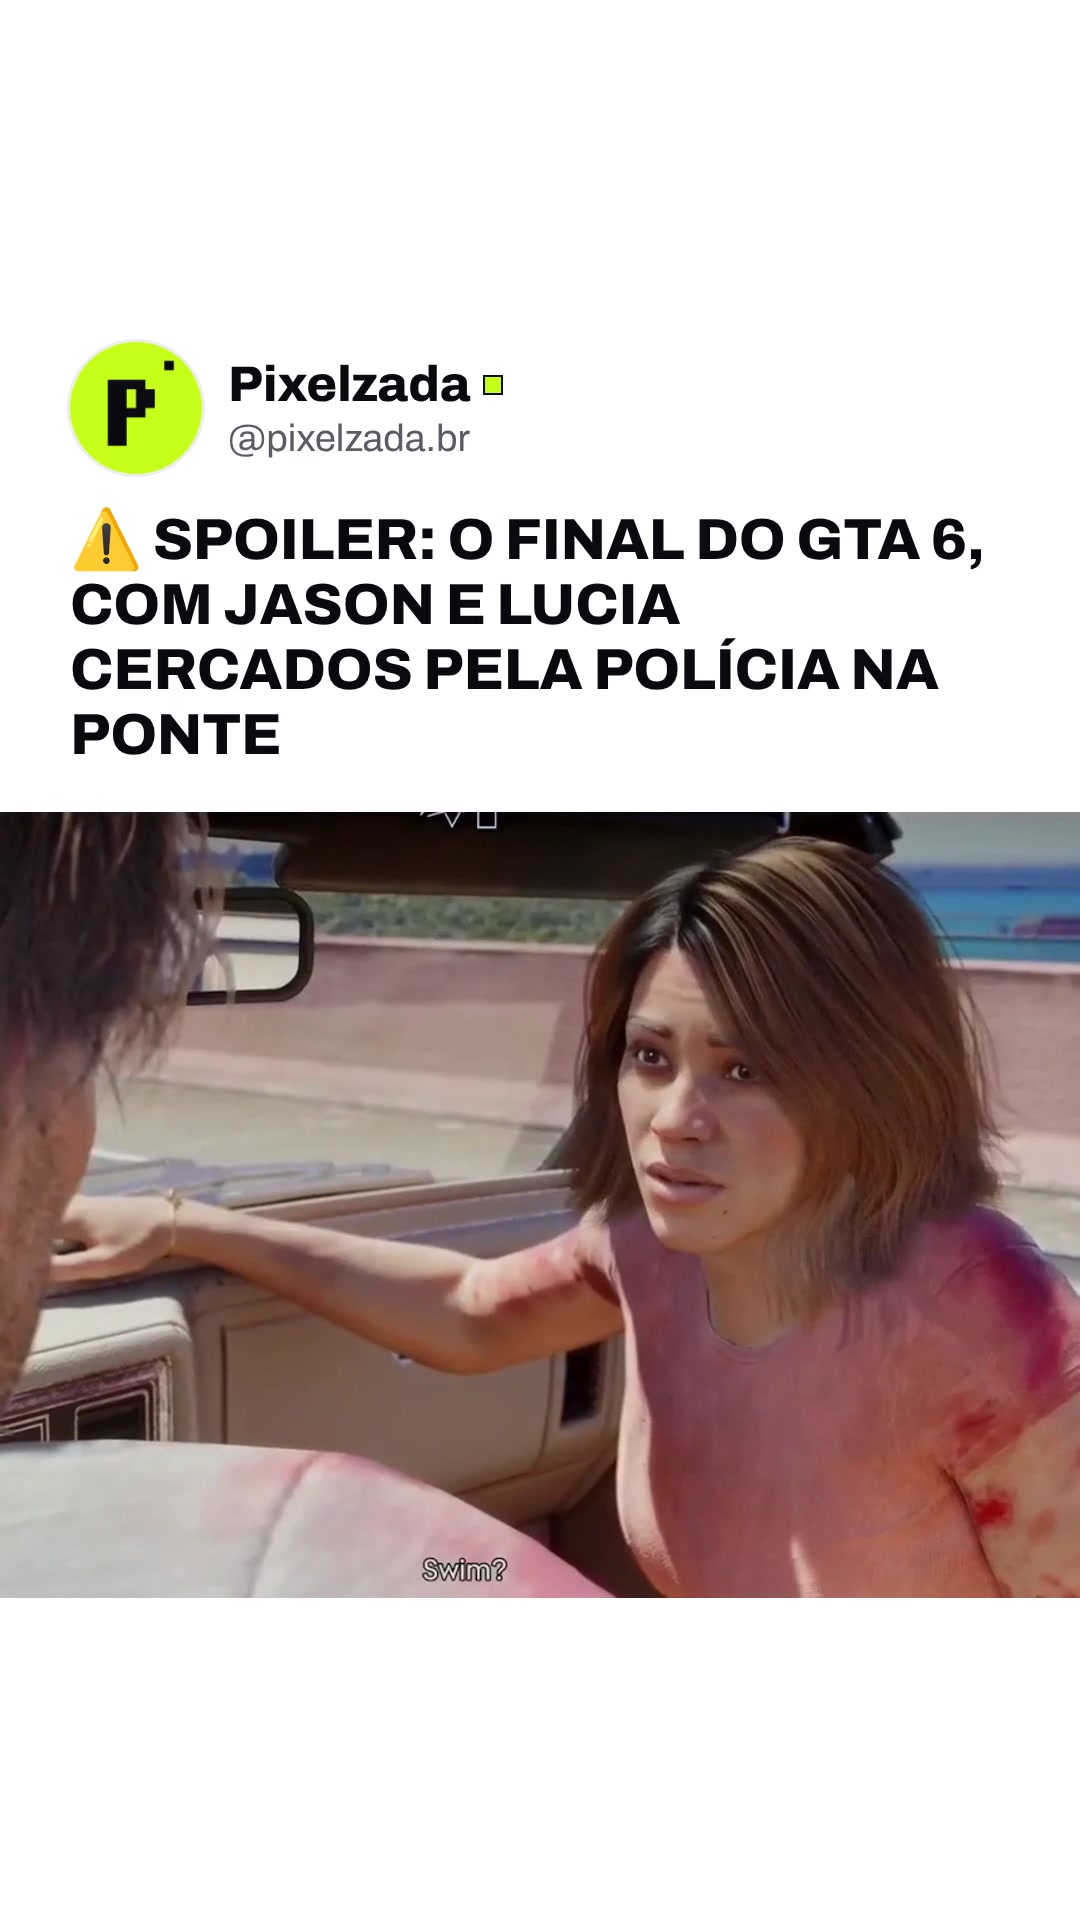 Pixelzada
@pixelzada.br
⚠️ SPOILER: O FINAL DO GTA 6,
COM JASON E LUCIA
CERCADOS PELA POLÍCIA NA
PONTE
Swim?